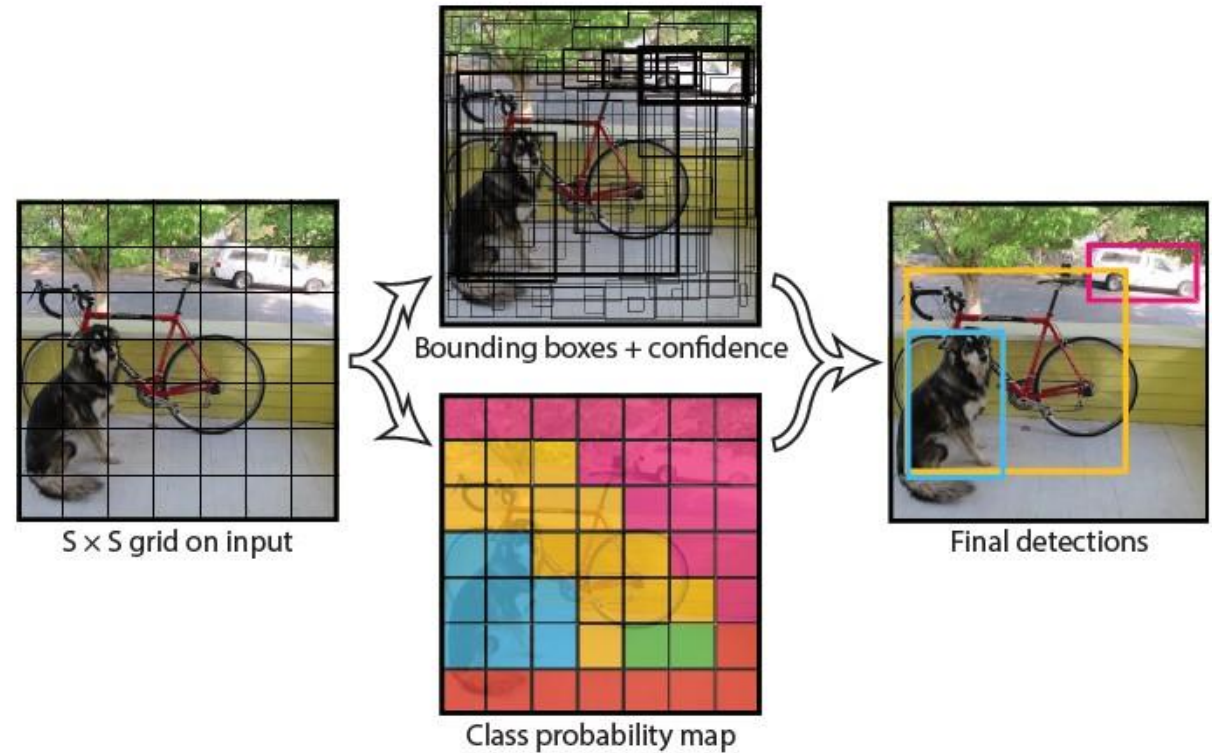 S × S grid on input
Bounding boxes + confidence
Class probability map
Final detections